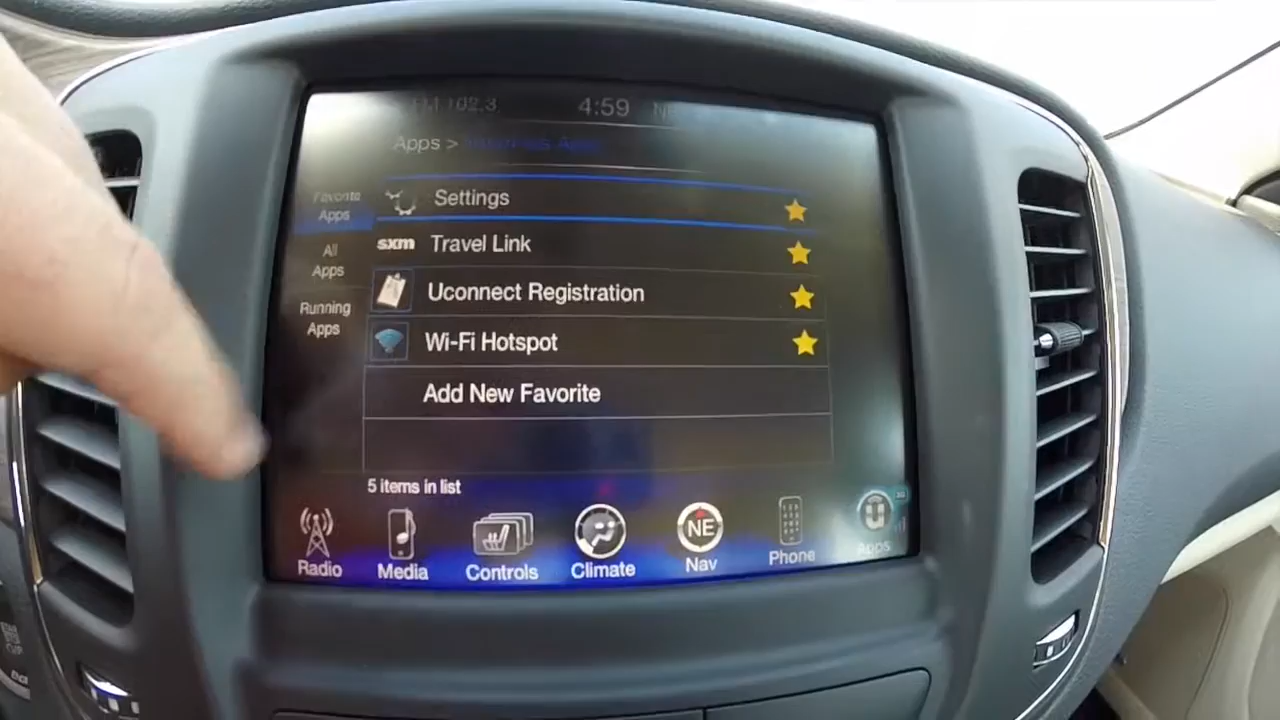 102.3 4:59 NE
Apps >
Favorite
Apps
Settings
All
Apps
sxm Travel Link
Running
Apps
Uconnect Registration
Wi-Fi Hotspot
Add New Favorite
5 items in list
NE
Radio Media Controls Climate Nav Phone Apps